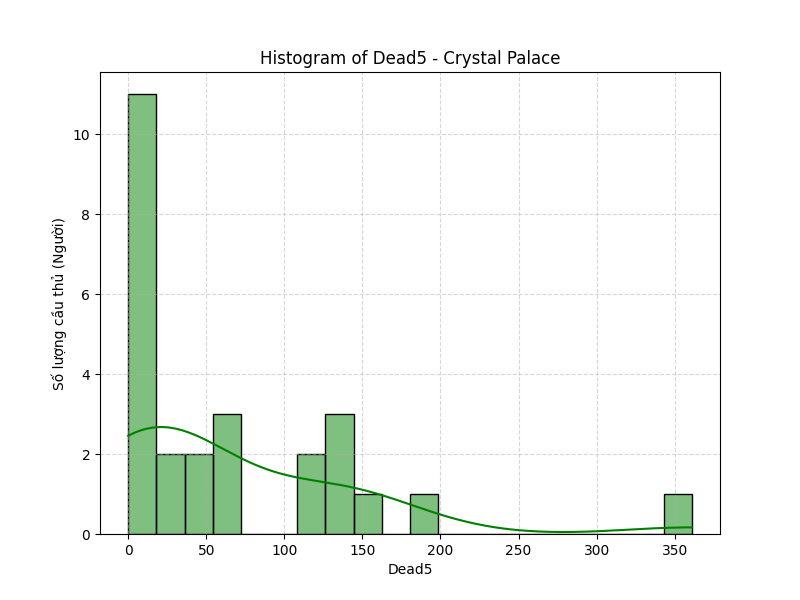 Histogram of Dead5 - Crystal Palace
Số lượng cầu thủ (Người)
10
8
6
4
2
0
0 50 100 150 200 250 300 350
Dead5